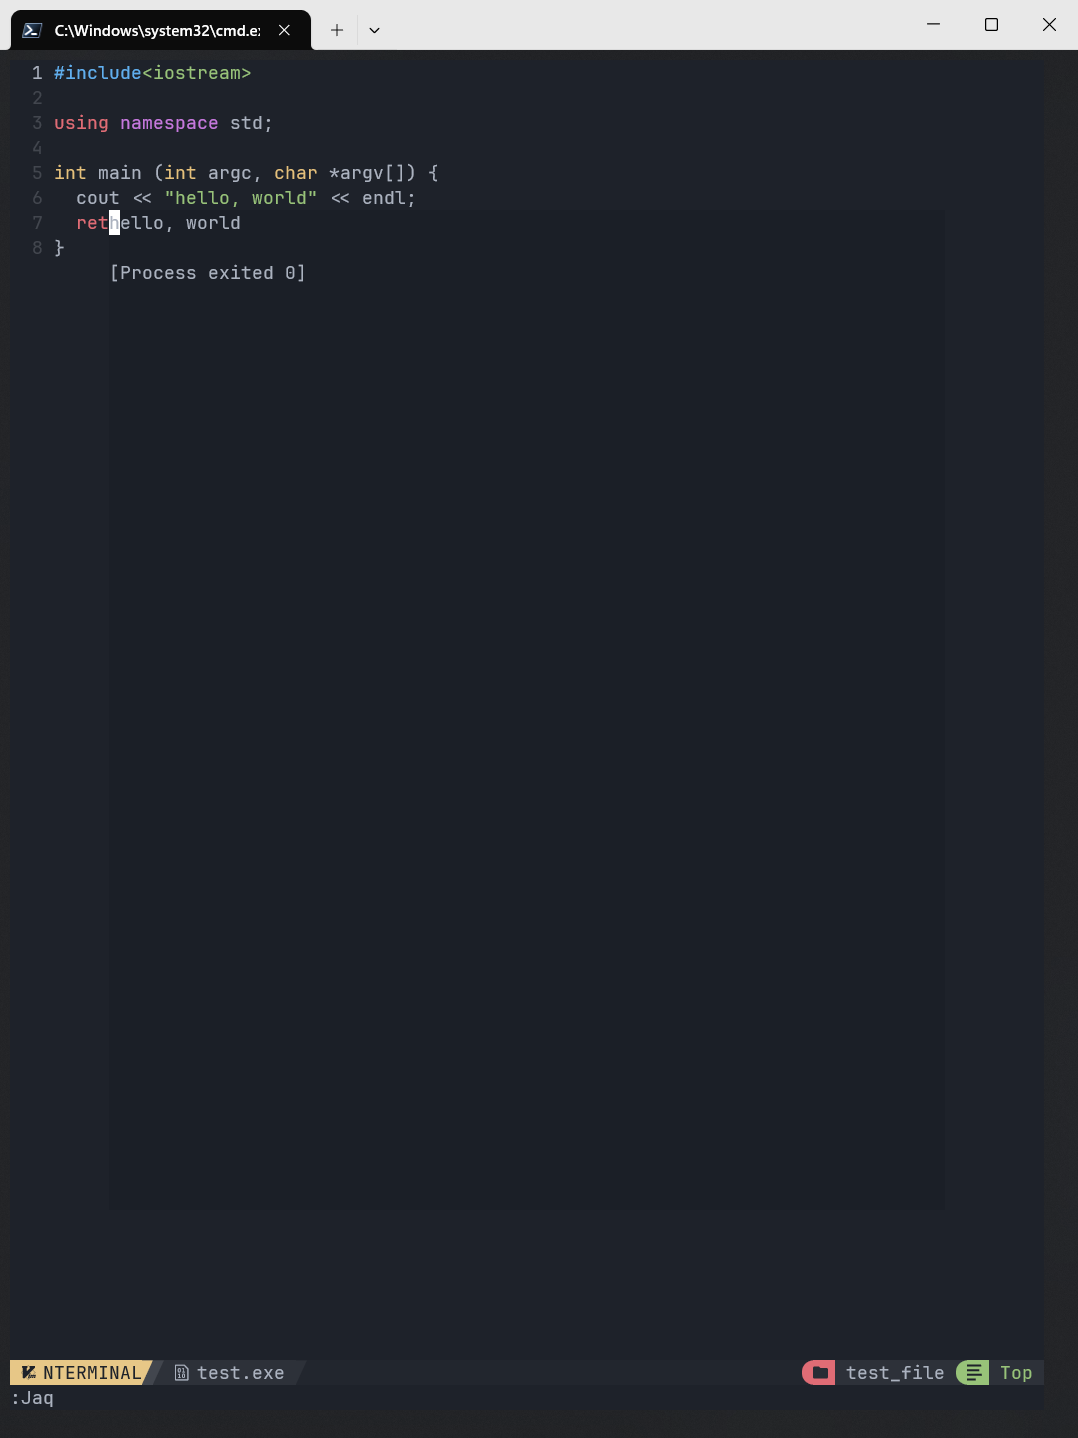 C:\Windows\system32\cmd.e
1 #include<iostream>
2
3 using namespace std;
4
5 int main (int argc, char *argv[]) {
6 cout << "hello, world" << endl;
7 rethello, world
8 }
[Process exited 0]
NTERMINAL test.exe test_file Top
:Jaq